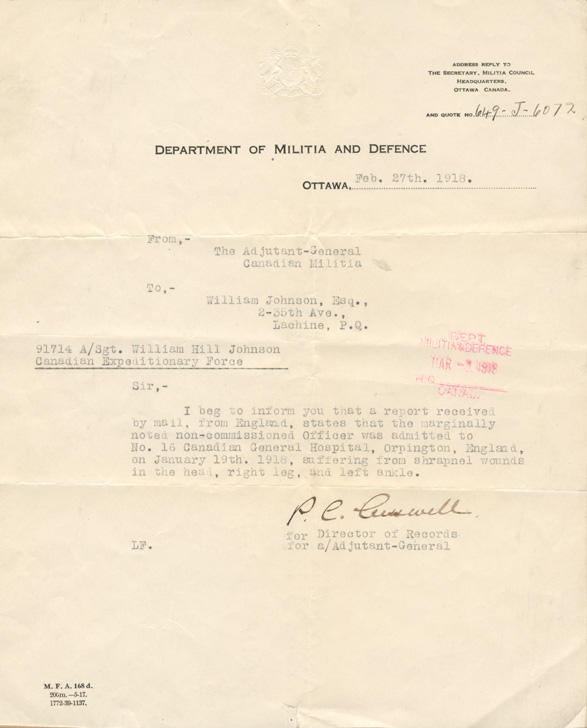 ADDRESS REPLY TO
THE SECRETARY, MILITIA COUNCIL
HEADQUARTERS,
OTTAWA, CANADA.
AND QUOTE NO. 649-J-6072
DEPARTMENT OF MILITIA AND DEFENCE
OTTAWA, Feb. 27th. 1918.
From,-
The Adjutant-General
Canadian Militia
To,-
William Johnson, Esq.,
2-35th Ave.,
Lachine, P.Q.
91714 A/Sgt. William Hill Johnson
Canadian Expeditionary Force
DEPT
MILITIA & DEFENCE
MAR 1918
Sir,-
I beg to inform you that a report received
by mail, from England, states that the marginally
noted non-commissioned Officer was admitted to
No. 16 Canadian General Hospital, Orpington, England,
on January 19th. 1918, suffering from shrapnel wounds
in the head, right leg, and left ankle.
P. C.
for Director of Records
LF. for a/Adjutant-General
M. F. A. 168 d.
200m.—5-17.
1772-39-1137.